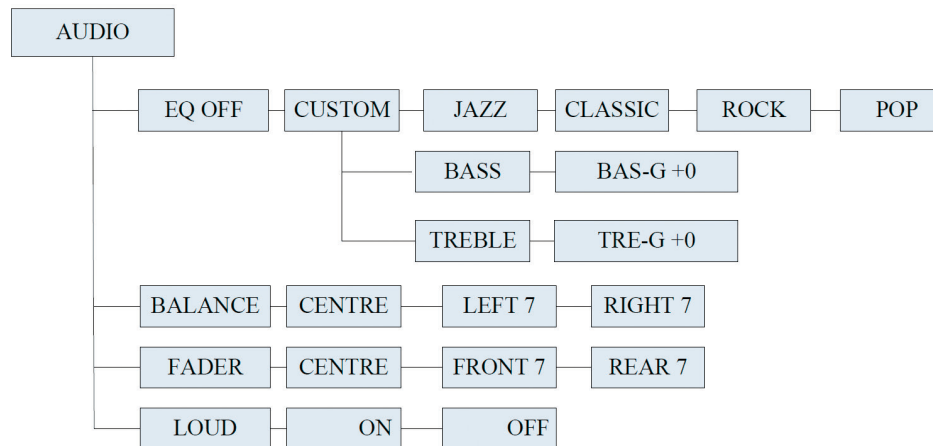 AUDIO
EQ OFF CUSTOM JAZZ CLASSIC ROCK POP
BASS BAS-G +0
TREBLE TRE-G +0
BALANCE CENTRE LEFT 7 RIGHT 7
FADER CENTRE FRONT 7 REAR 7
LOUD ON OFF